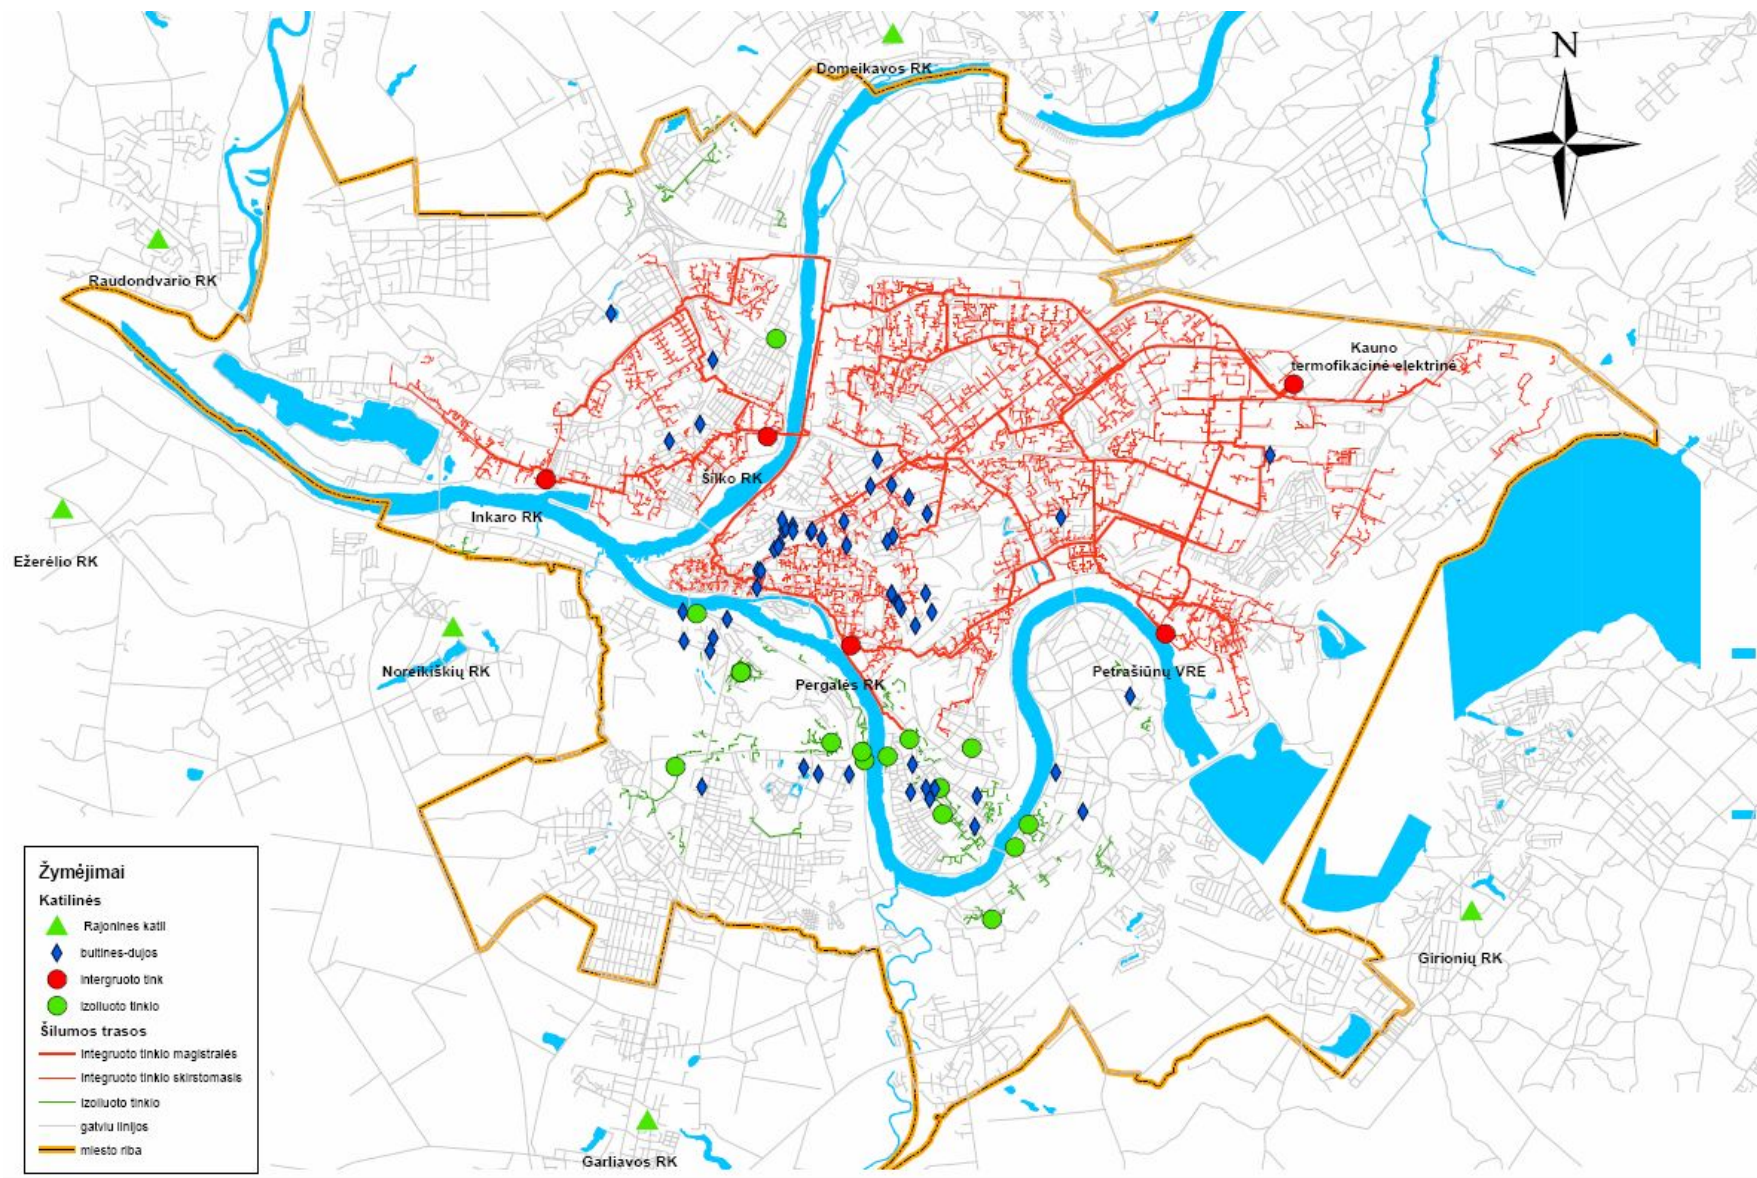 N
Domeikavos RK
Raudondvario RK
Kauno
termofikacinė elektrinė
Šilko RK
Inkaro RK
Ežerėlio RK
Noreikiškių RK
Pergalės RK
Petrašiūnų VRE
Girionių RK
Garliavos RK
Žymėjimai
Katilinės
Rajonines katil
buitines-dujos
Intergruoto tink
Izoliuoto tinklo
Šilumos trasos
Integruoto tinklo magistralės
Integruoto tinklo skirstomasis
Izoliuoto tinklo
gatvių linijos
miesto riba